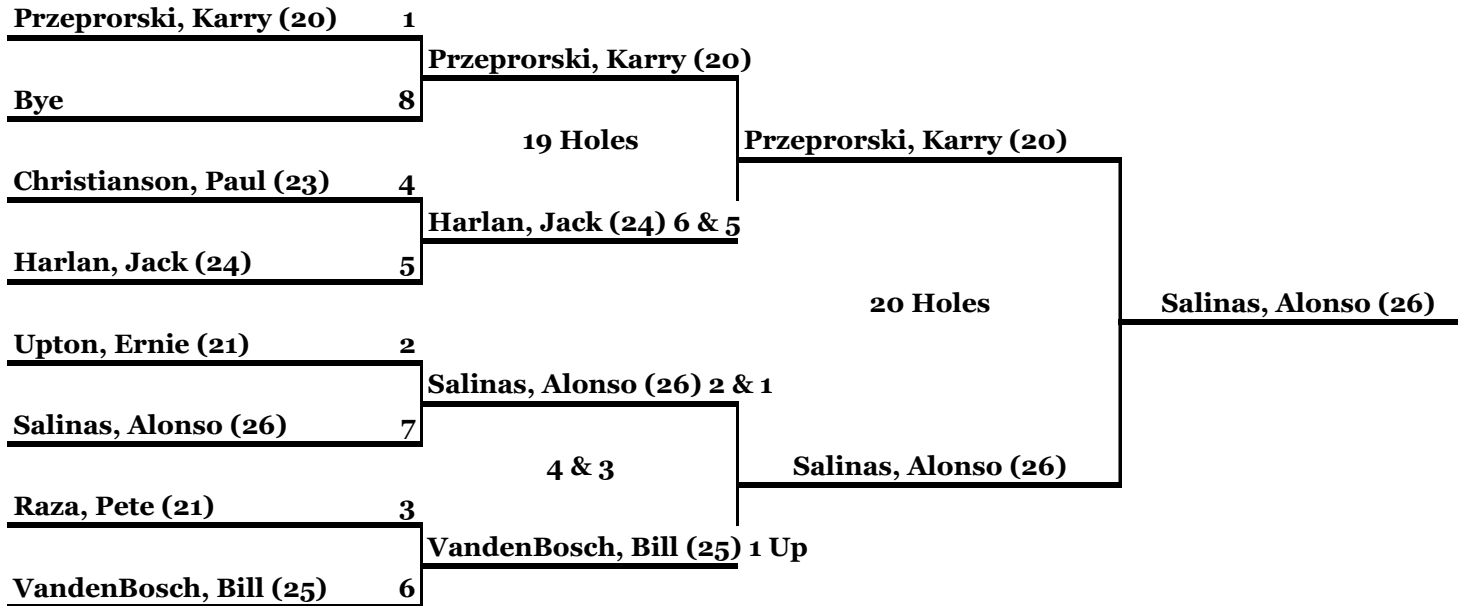 Przeprorski, Karry (20) 1
Przeprorski, Karry (20)
Bye 8
19 Holes
Przeprorski, Karry (20)
Christianson, Paul (23) 4
Harlan, Jack (24) 6 & 5
Harlan, Jack (24) 5
20 Holes
Salinas, Alonso (26)
Upton, Ernie (21) 2
Salinas, Alonso (26) 2 & 1
Salinas, Alonso (26) 7
4 & 3
Salinas, Alonso (26)
Raza, Pete (21) 3
VandenBosch, Bill (25) 1 Up
VandenBosch, Bill (25) 6